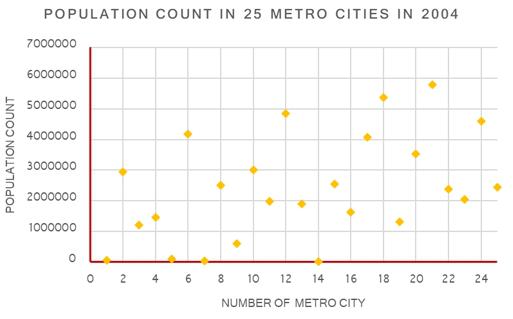 POPULATION COUNT IN 25 METRO CITIES IN 2004
7000000
6000000
5000000
4000000
3000000
2000000
1000000
0
POPULATION COUNT
0 2 4 6 8 10 12 14 16 18 20 22 24
NUMBER OF METRO CITY